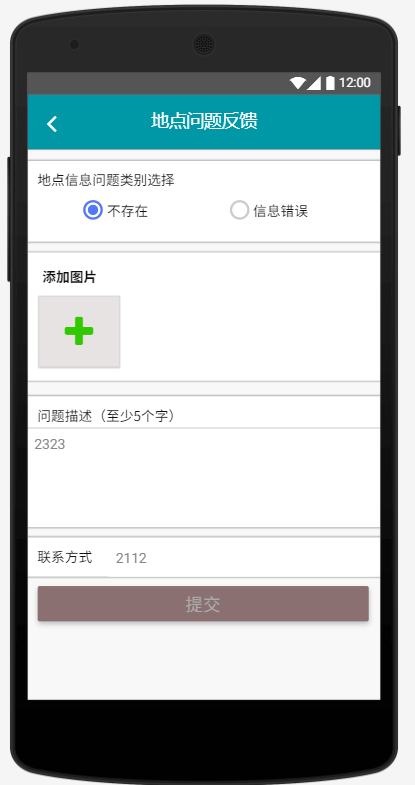 12:00
地点问题反馈
地点信息问题类别选择
不存在 信息错误
添加图片
问题描述（至少5个字）
2323
联系方式 2112
提交